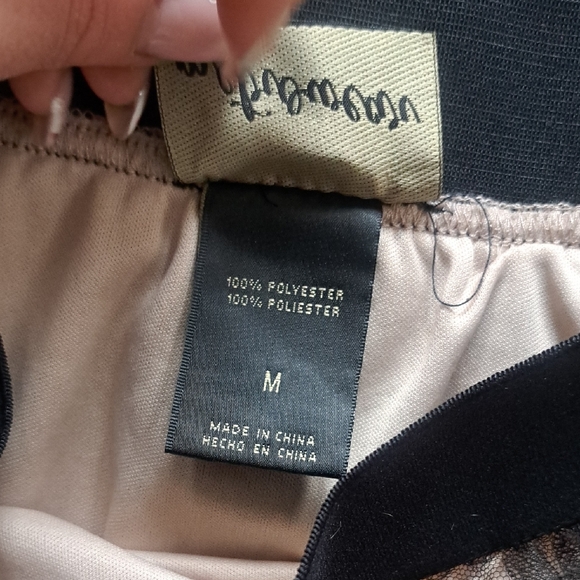 100% POLYESTER
100% POLIESTER
M
MADE IN CHINA
HECHO EN CHINA